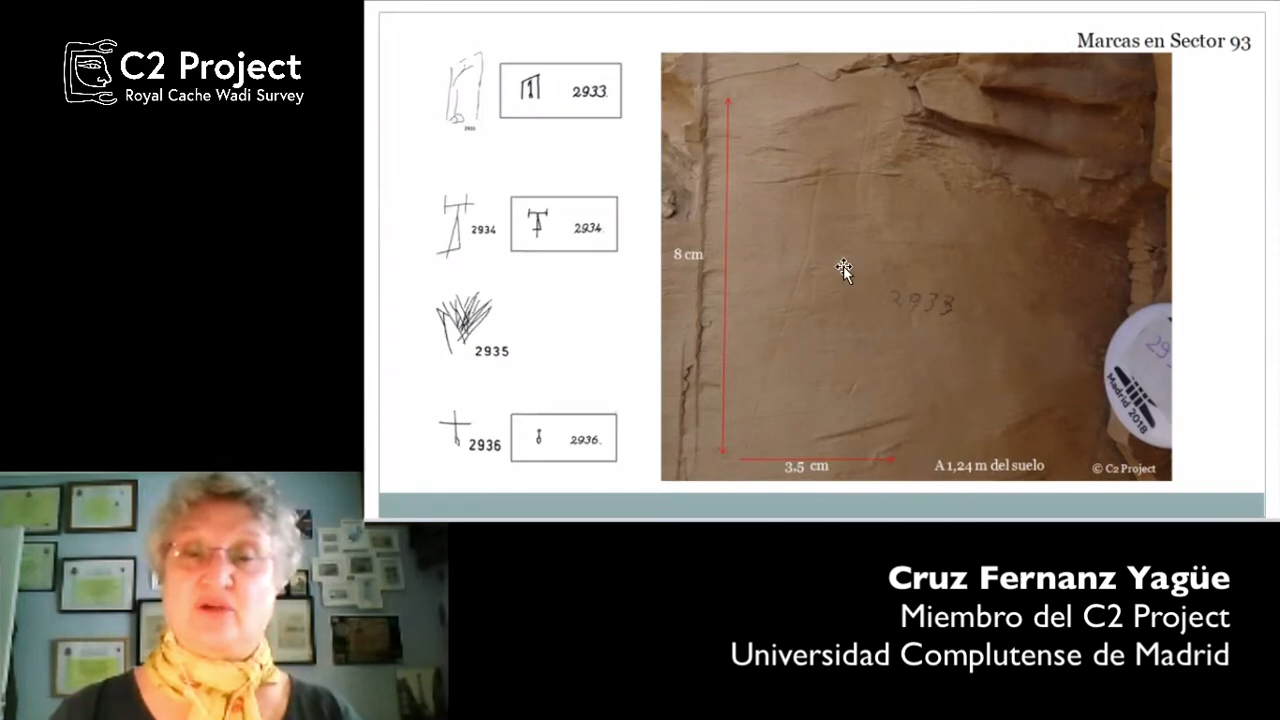 C2 Project
Royal Cache Wadi Survey
Marcas en Sector 93
2933.
2933
2934
2934.
2935
2936
2936.
8 cm
2933
29
Madrid 2018
3,5 cm
A 1,24 m del suelo
© C2 Project
Cruz Fernanz Yagüe
Miembro del C2 Project
Universidad Complutense de Madrid